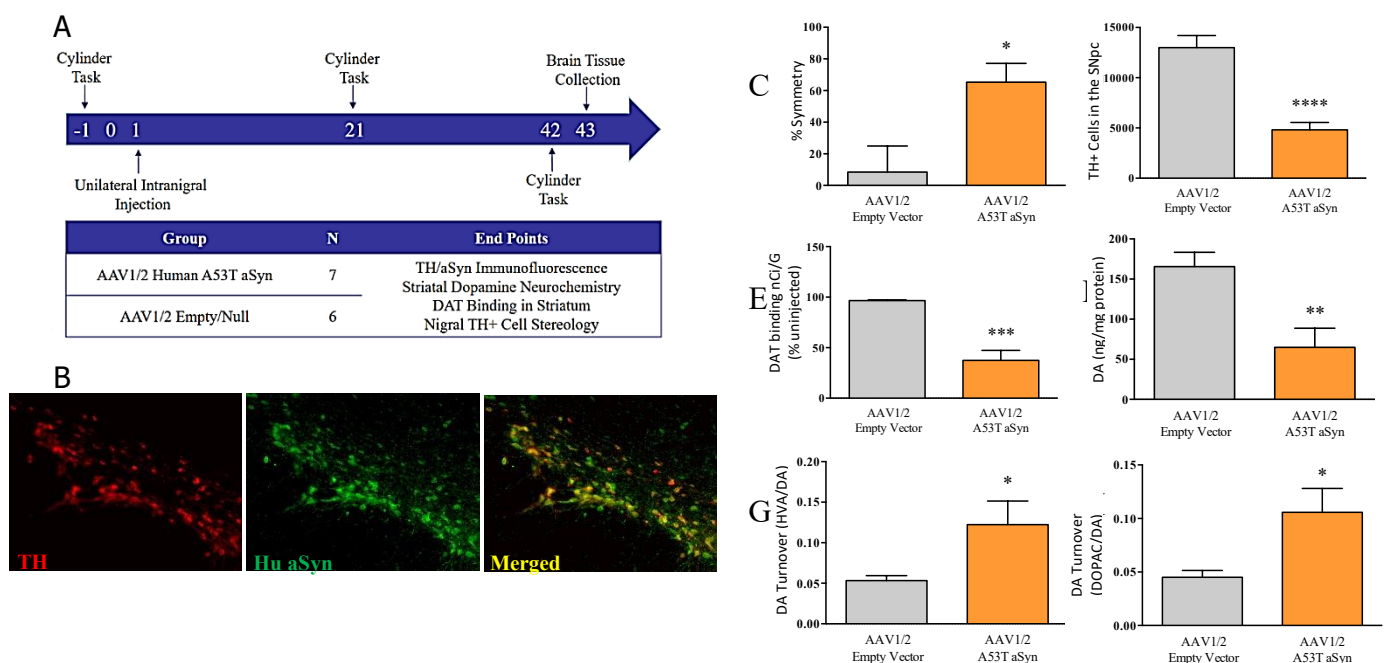 A
Cylinder
Task
Cylinder
Task
Brain Tissue
Collection
-1 0 1 21 42 43
Unilateral Intranigral
Injection
Cylinder
Task
Group N End Points
AAV1/2 Human A53T aSyn 7
AAV1/2 Empty/Null 6
TH/aSyn Immunofluorescence
Striatal Dopamine Neurochemistry
DAT Binding in Striatum
Nigral TH+ Cell Stereology
B
TH
Hu aSyn
Merged
C
% Symmetry
100
80
60
40
20
0
*
AAV1/2
Empty Vector
AAV1/2
A53T aSyn
TH+ Cells in the SNpc
15000
10000
5000
0
****
AAV1/2
Empty Vector
AAV1/2
A53T aSyn
E
DAT binding nCi/G
(% uninjected)
150
100
50
0
***
AAV1/2
Empty Vector
AAV1/2
A53T aSyn
DA (ng/mg protein)
200
150
100
50
0
**
AAV1/2
Empty Vector
AAV1/2
A53T aSyn
G
DA Turnover (HVA/DA)
0.20
0.15
0.10
0.05
0.00
*
AAV1/2
Empty Vector
AAV1/2
A53T aSyn
DA Turnover
(DOPAC/DA)
0.15
0.10
0.05
0.00
*
AAV1/2
Empty Vector
AAV1/2
A53T aSyn